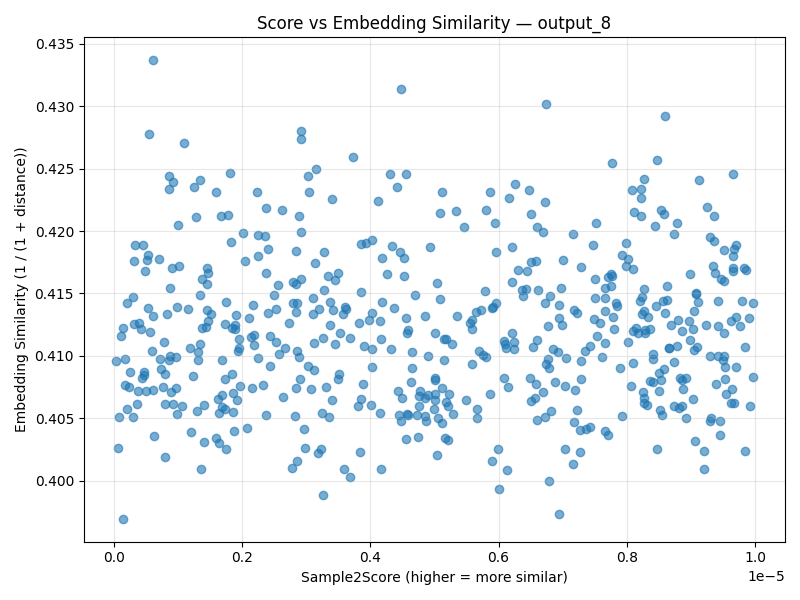 Score vs Embedding Similarity — output_8
Embedding Similarity (1 / (1 + distance))
0.435
0.430
0.425
0.420
0.415
0.410
0.405
0.400
0.0 0.2 0.4 0.6 0.8 1.0
1e−5
Sample2Score (higher = more similar)